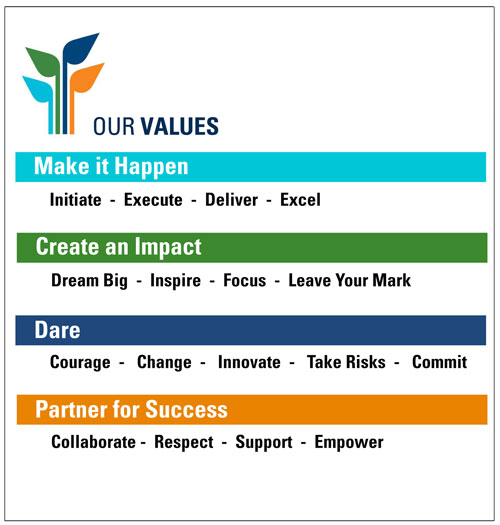 OUR VALUES
Make it Happen
Initiate - Execute - Deliver - Excel
Create an Impact
Dream Big - Inspire - Focus - Leave Your Mark
Dare
Courage - Change - Innovate - Take Risks - Commit
Partner for Success
Collaborate - Respect - Support - Empower